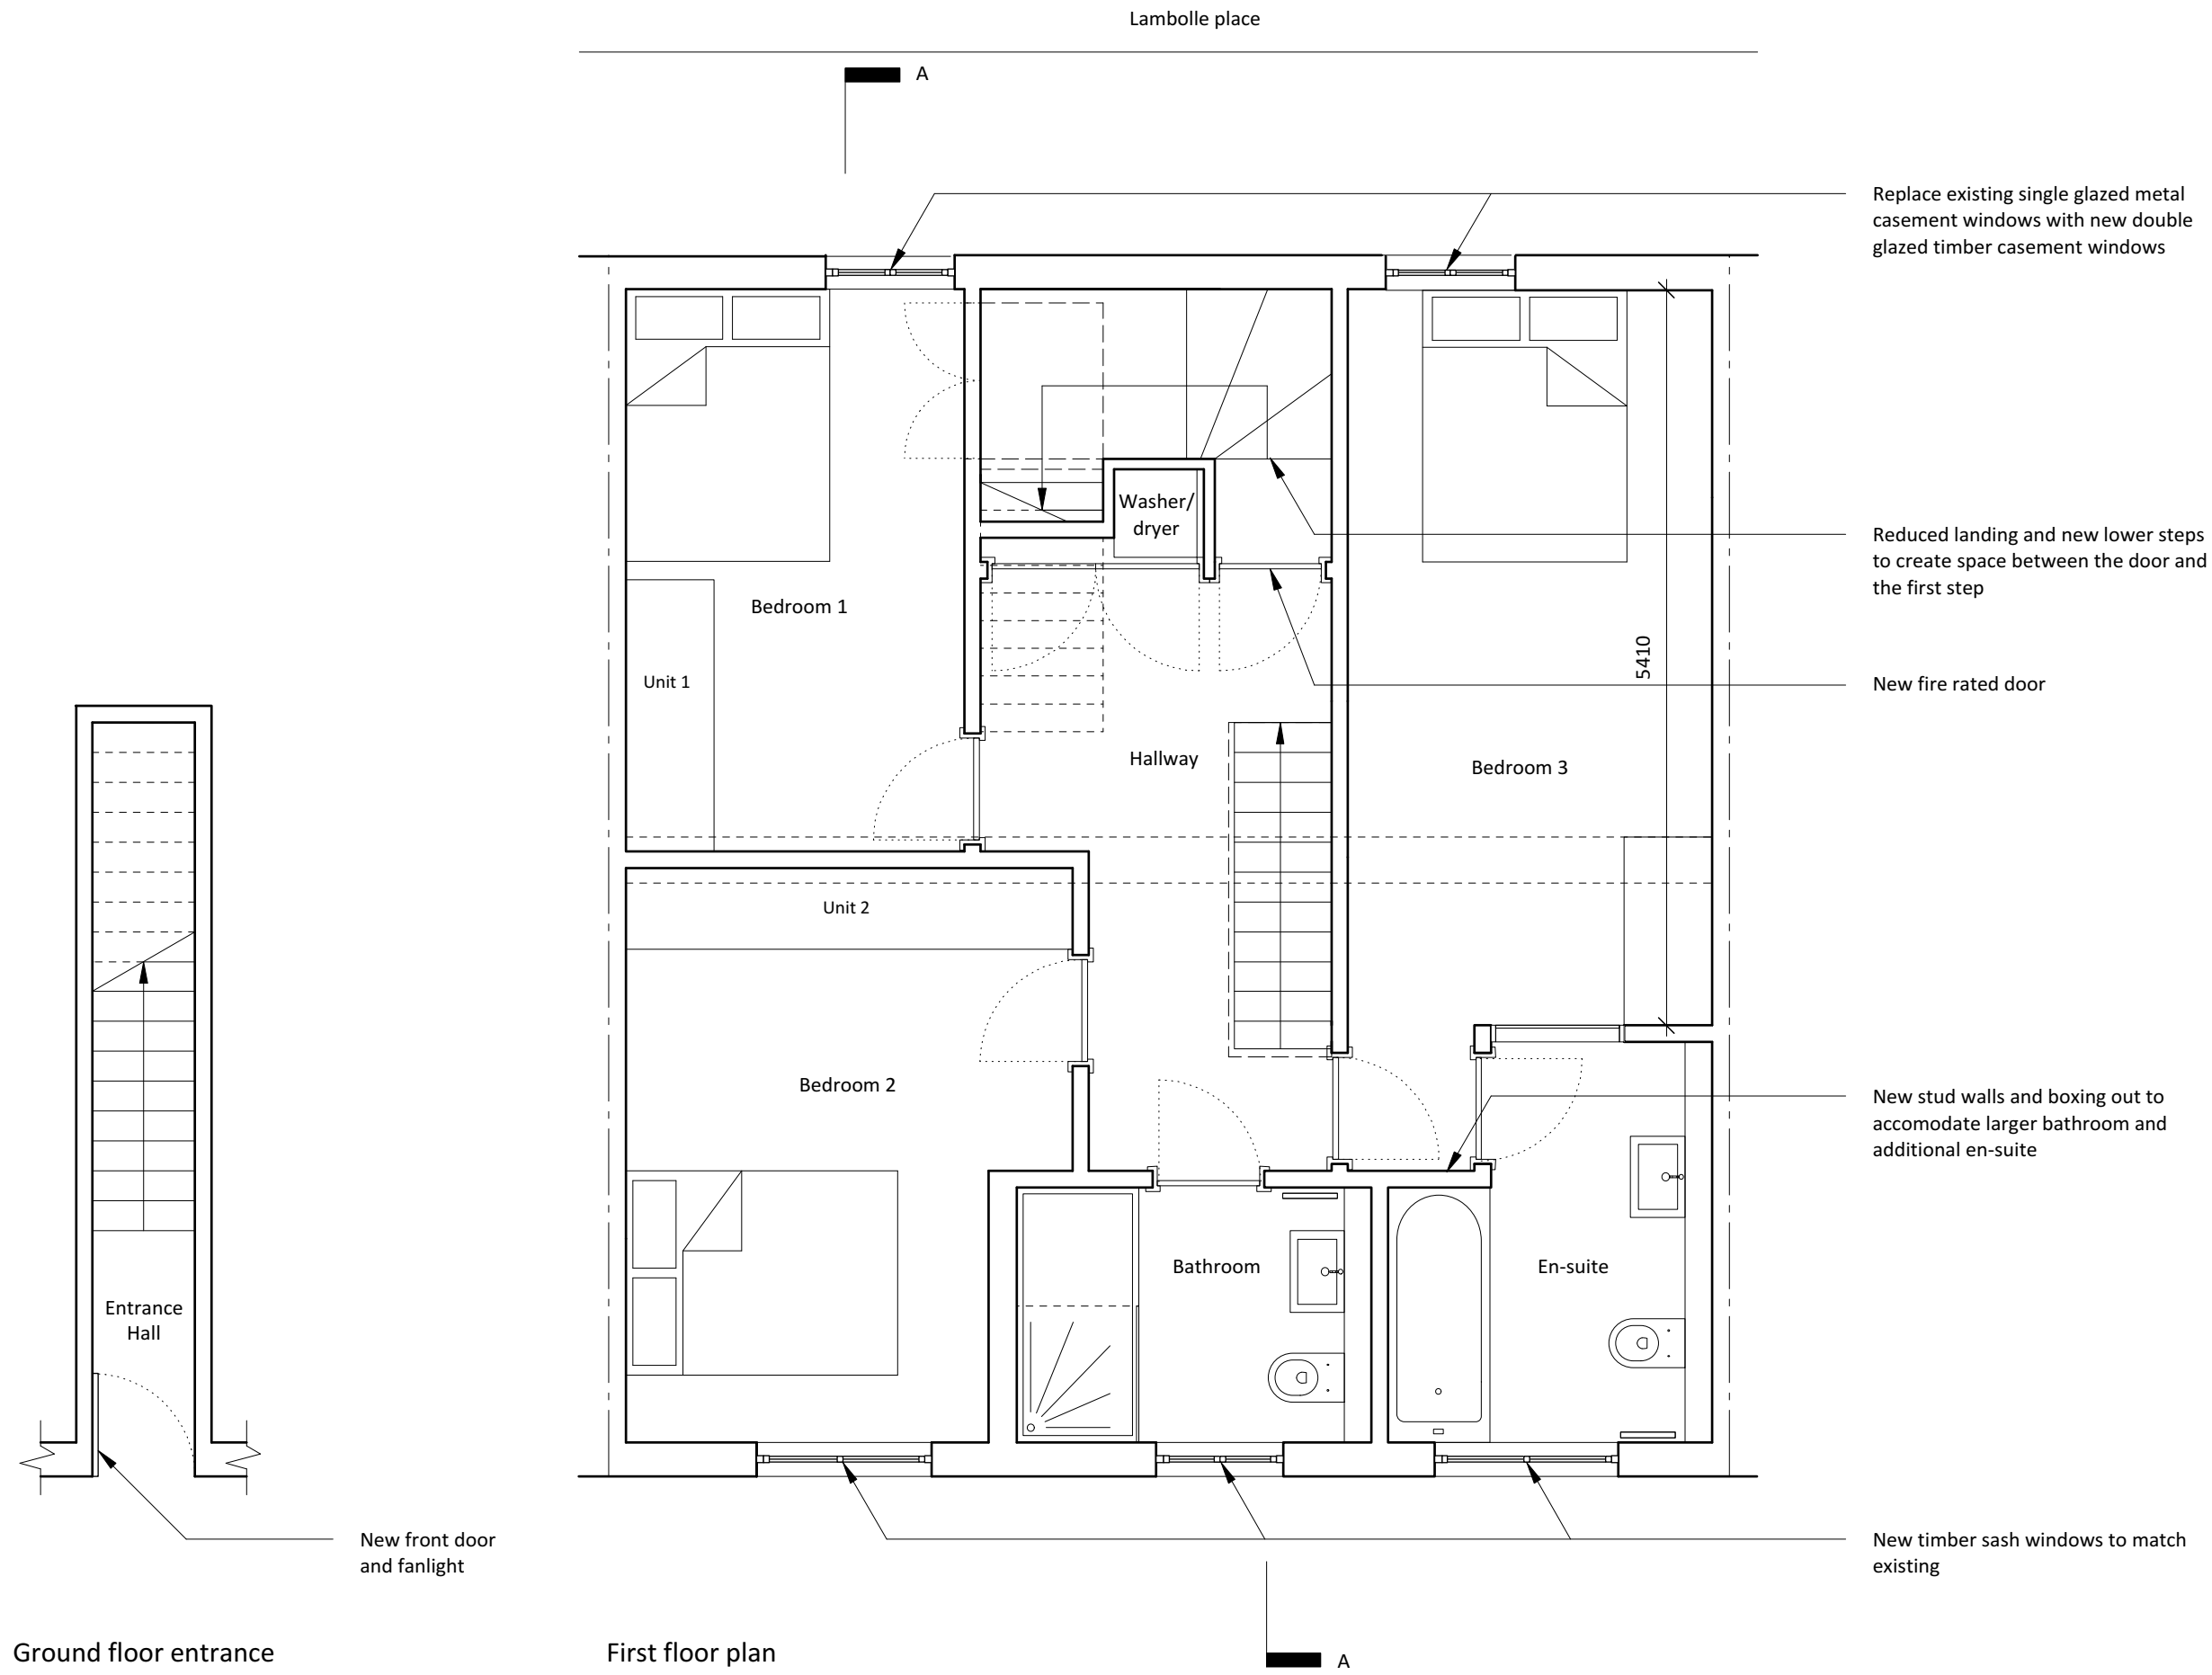 Lambolle place
A
Replace existing single glazed metal
casement windows with new double
glazed timber casement windows
Washer/
dryer
Reduced landing and new lower steps
to create space between the door and
the first step
Bedroom 1
5410
Unit 1
New fire rated door
Hallway
Bedroom 3
Unit 2
Bedroom 2
New stud walls and boxing out to
accomodate larger bathroom and
additional en-suite
Bathroom
En-suite
Entrance
Hall
New front door
and fanlight
New timber sash windows to match
existing
Ground floor entrance
First floor plan
A